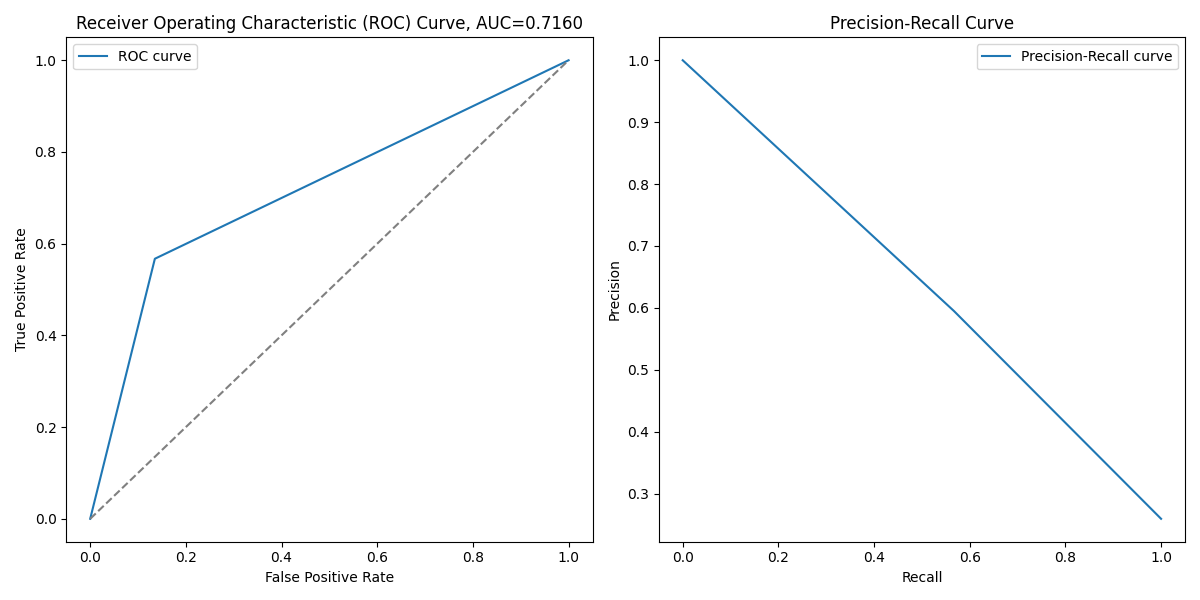 Receiver Operating Characteristic (ROC) Curve, AUC=0.7160
ROC curve
1.0
0.8
0.6
0.4
0.2
0.0
True Positive Rate
0.0 0.2 0.4 0.6 0.8 1.0
False Positive Rate
Precision-Recall Curve
Precision-Recall curve
1.0
0.9
0.8
0.7
0.6
0.5
0.4
0.3
Precision
0.0 0.2 0.4 0.6 0.8 1.0
Recall